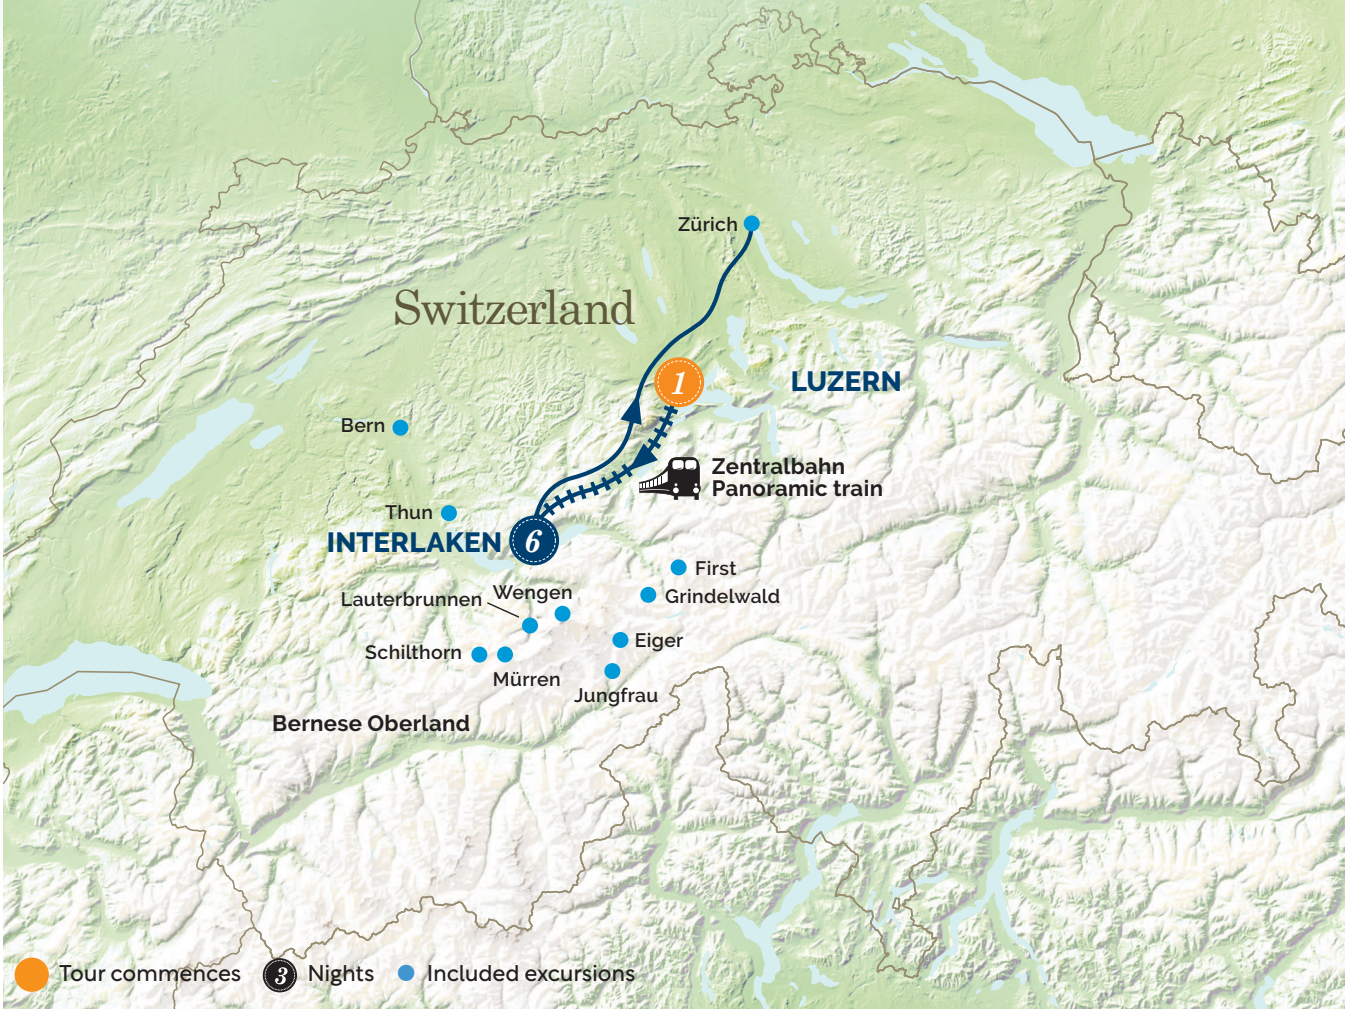 Zürich
Switzerland
1
LUZERN
Bern
Zentralbahn
Panoramic train
Thun
INTERLAKEN
6
First
Wengen
Lauterbrunnen
Grindelwald
Eiger
Schilthorn
Mürren
Jungfrau
Bernese Oberland
Tour commences
3
Nights
Included excursions